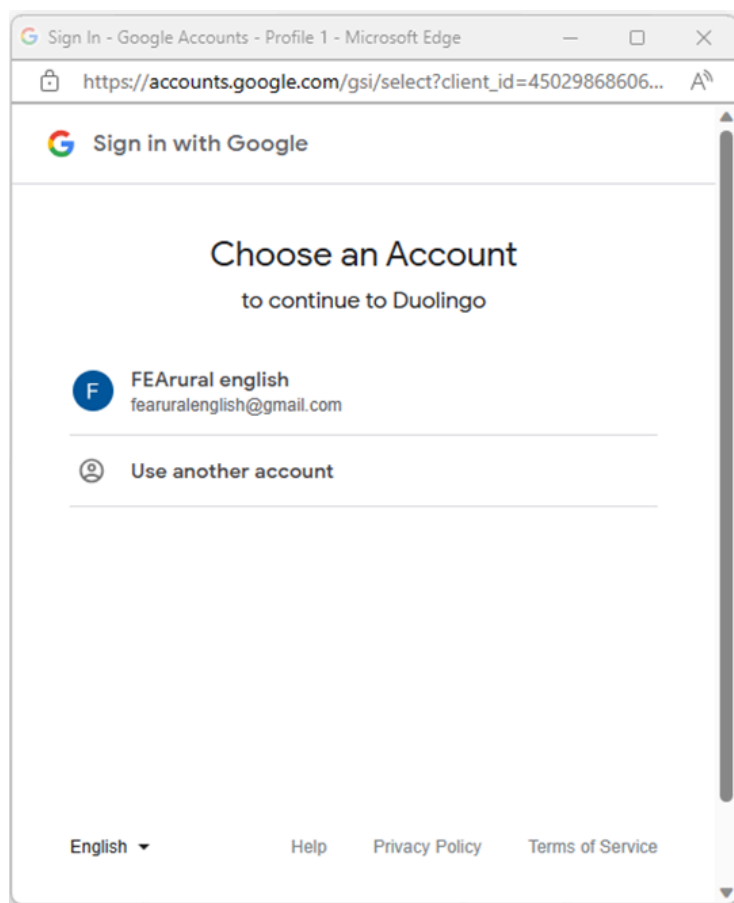 Sign In - Google Accounts - Profile 1 - Microsoft Edge
https://accounts.google.com/gsi/select?client_id=45029868606...
Sign in with Google
Choose an Account
to continue to Duolingo
F
FEArural english
fearuralenglish@gmail.com
Use another account
English Help Privacy Policy Terms of Service